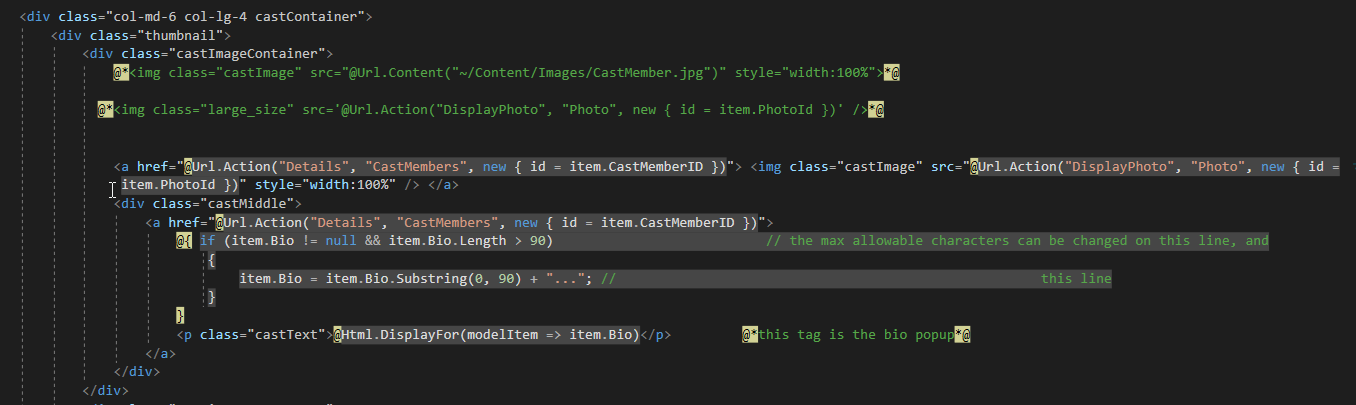 <div class="col-md-6 col-lg-4 castContainer">
<div class="thumbnail">
<div class="castImageContainer">
@*<img class="castImage" src="@Url.Content("~/Content/Images/CastMember.jpg")" style="width:100%">*@
@*<img class="large_size" src='@Url.Action("DisplayPhoto", "Photo", new { id = item.PhotoId })' />*@
<a href="@Url.Action("Details", "CastMembers", new { id = item.CastMemberID })"> <img class="castImage" src="@Url.Action("DisplayPhoto", "Photo", new { id =
item.PhotoId })" style="width:100%" /> </a>
<div class="castMiddle">
<a href="@Url.Action("Details", "CastMembers", new { id = item.CastMemberID })">
@{ if (item.Bio != null && item.Bio.Length > 90) // the max allowable characters can be changed on this line, and
{
item.Bio = item.Bio.Substring(0, 90) + "..."; // this line
}
}
<p class="castText">@Html.DisplayFor(modelItem => item.Bio)</p> @*this tag is the bio popup*@
</a>
</div>
</div>